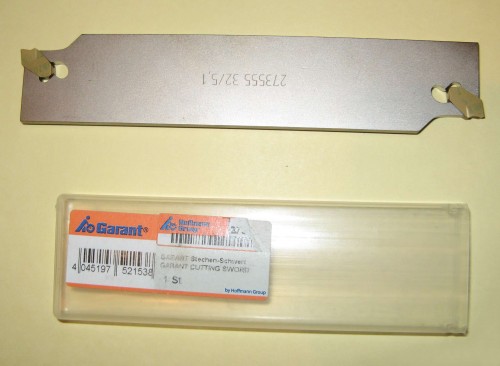 273555 32/5,1
Garant®
Hoffmann
Group
4 045197 521538
GARANT Stechen-Schwert
GARANT CUTTING SWORD
1 St
by Hoffmann Group